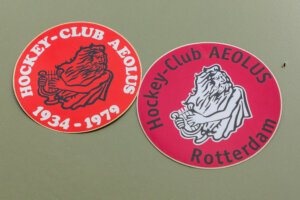 HOCKEY-CLUB AEOLUS
1934 - 1979
Hockey-Club AEOLUS
Rotterdam